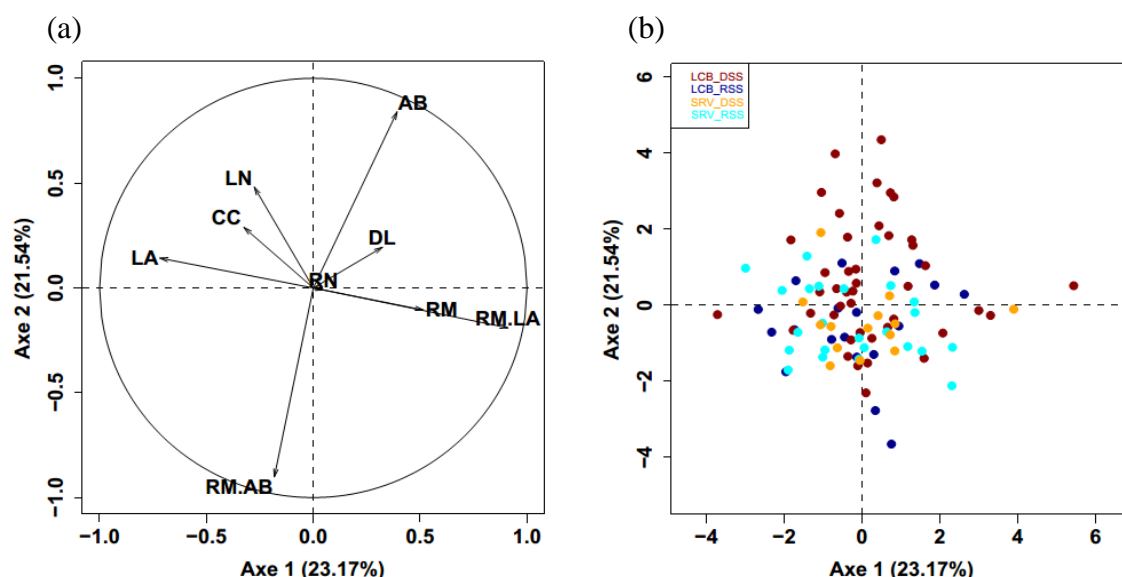 (a)
1.0
0.5
0.0
−0.5
−1.0
Axe 2 (21.54%)
AB
LN
CC
DL
LA
RN
RM
RM.LA
RM.AB
−1.0 −0.5 0.0 0.5 1.0
Axe 1 (23.17%)
(b)
LCB_DSS
LCB_RSS
SRV_DSS
SRV_RSS
6
4
2
0
−2
−4
Axe 2 (21.54%)
−4 −2 0 2 4 6
Axe 1 (23.17%)